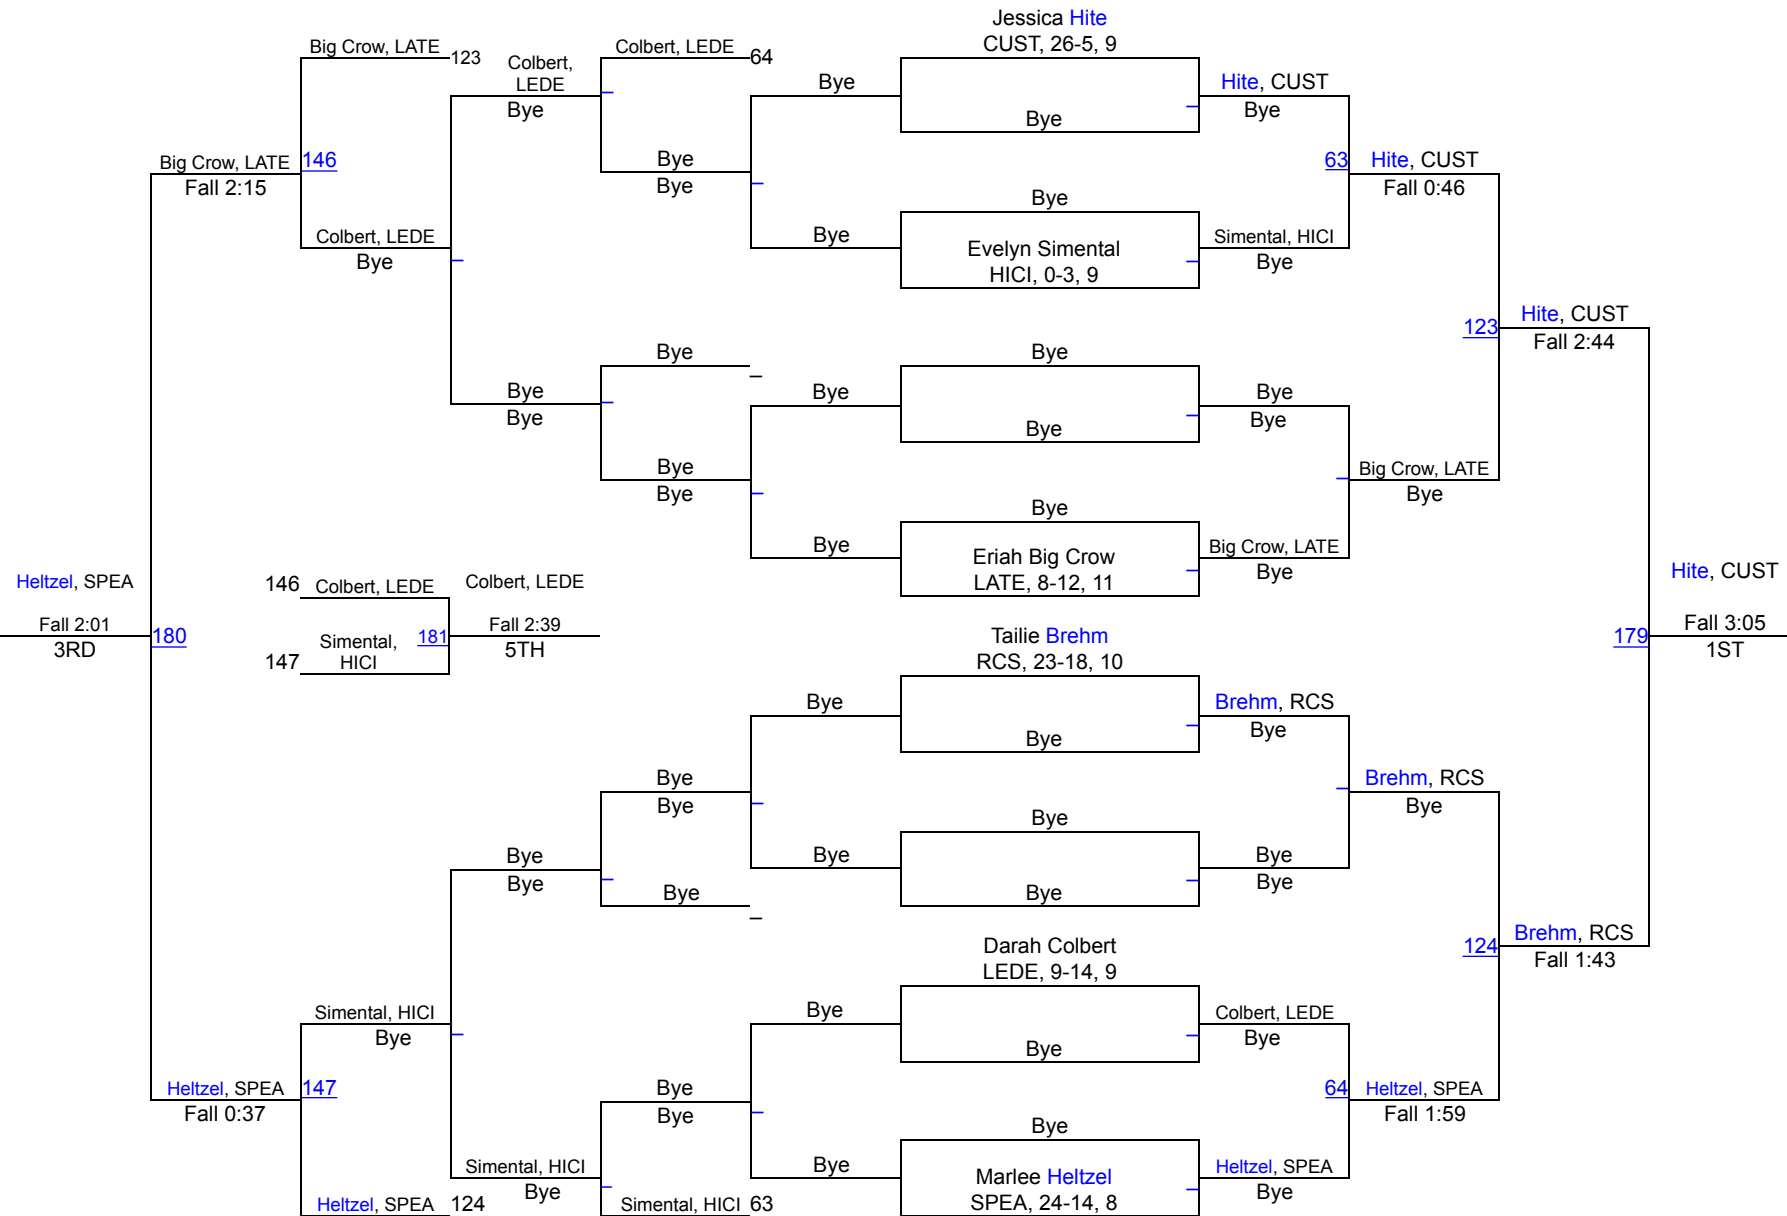 Jessica Hite
CUST, 26-5, 9
Big Crow, LATE 123
Colbert, LEDE 64
Colbert,
LEDE
Bye
Bye
Hite, CUST
Bye
Bye
Bye
Bye
Big Crow, LATE 146
Fall 2:15
63 Hite, CUST
Fall 0:46
Bye
Colbert, LEDE
Bye
Bye
Evelyn Simental
HICI, 0-3, 9
Simental, HICI
Bye
123 Hite, CUST
Fall 2:44
Bye
Bye
Bye
Bye
Bye
Bye
Bye
Bye
Bye
Bye
Bye
Big Crow, LATE
Bye
Bye
Bye
Eriah Big Crow
LATE, 8-12, 11
Big Crow, LATE
Bye
Heltzel, SPEA
Fall 2:01
3RD
180
146 Colbert, LEDE
147 Simental,
HICI
181
Colbert, LEDE
Fall 2:39
5TH
Hite, CUST
179 Fall 3:05
1ST
Tailie Brehm
RCS, 23-18, 10
Bye
Bye
Brehm, RCS
Bye
Bye
Bye
Brehm, RCS
Bye
Bye
Bye
Bye
Bye
Bye
Bye
Bye
Bye
Bye
124 Brehm, RCS
Fall 1:43
Darah Colbert
LEDE, 9-14, 9
Simental, HICI
Bye
Bye
Bye
Colbert, LEDE
Bye
Heltzel, SPEA 147
Fall 0:37
Bye
Bye
64 Heltzel, SPEA
Fall 1:59
Bye
Simental, HICI
Bye
Bye
Marlee Heltzel
SPEA, 24-14, 8
Heltzel, SPEA
Bye
Heltzel, SPEA 124
Simental, HICI 63